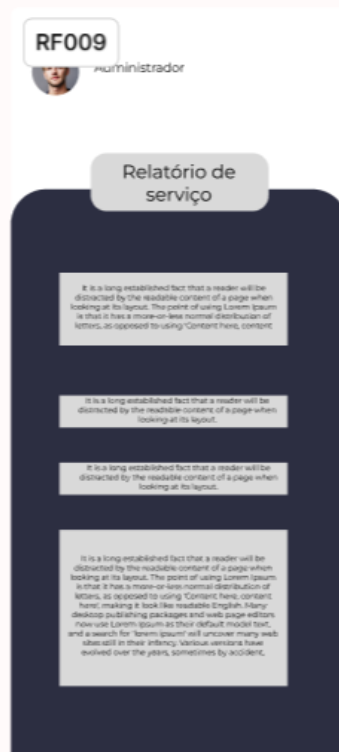 RF009
Administrador
Relatório de
serviço
It is a long established fact that a reader will be
distracted by the readable content of a page when
looking at its layout. The point of using Lorem Ipsum
is that it has a more-or-less normal distribution of
letters, as opposed to using 'Content here, content
It is a long established fact that a reader will be
distracted by the readable content of a page when
looking at its layout.
It is a long established fact that a reader will be
distracted by the readable content of a page when
looking at its layout.
It is a long established fact that a reader will be
distracted by the readable content of a page when
looking at its layout. The point of using Lorem Ipsum
is that it has a more-or-less normal distribution of
letters, as opposed to using 'Content here, content
here', making it look like readable English. Many
desktop publishing packages and web page editors
now use Lorem Ipsum as their default model text,
and a search for 'lorem ipsum' will uncover many web
sites still in their infancy. Various versions have
evolved over the years, sometimes by accident,